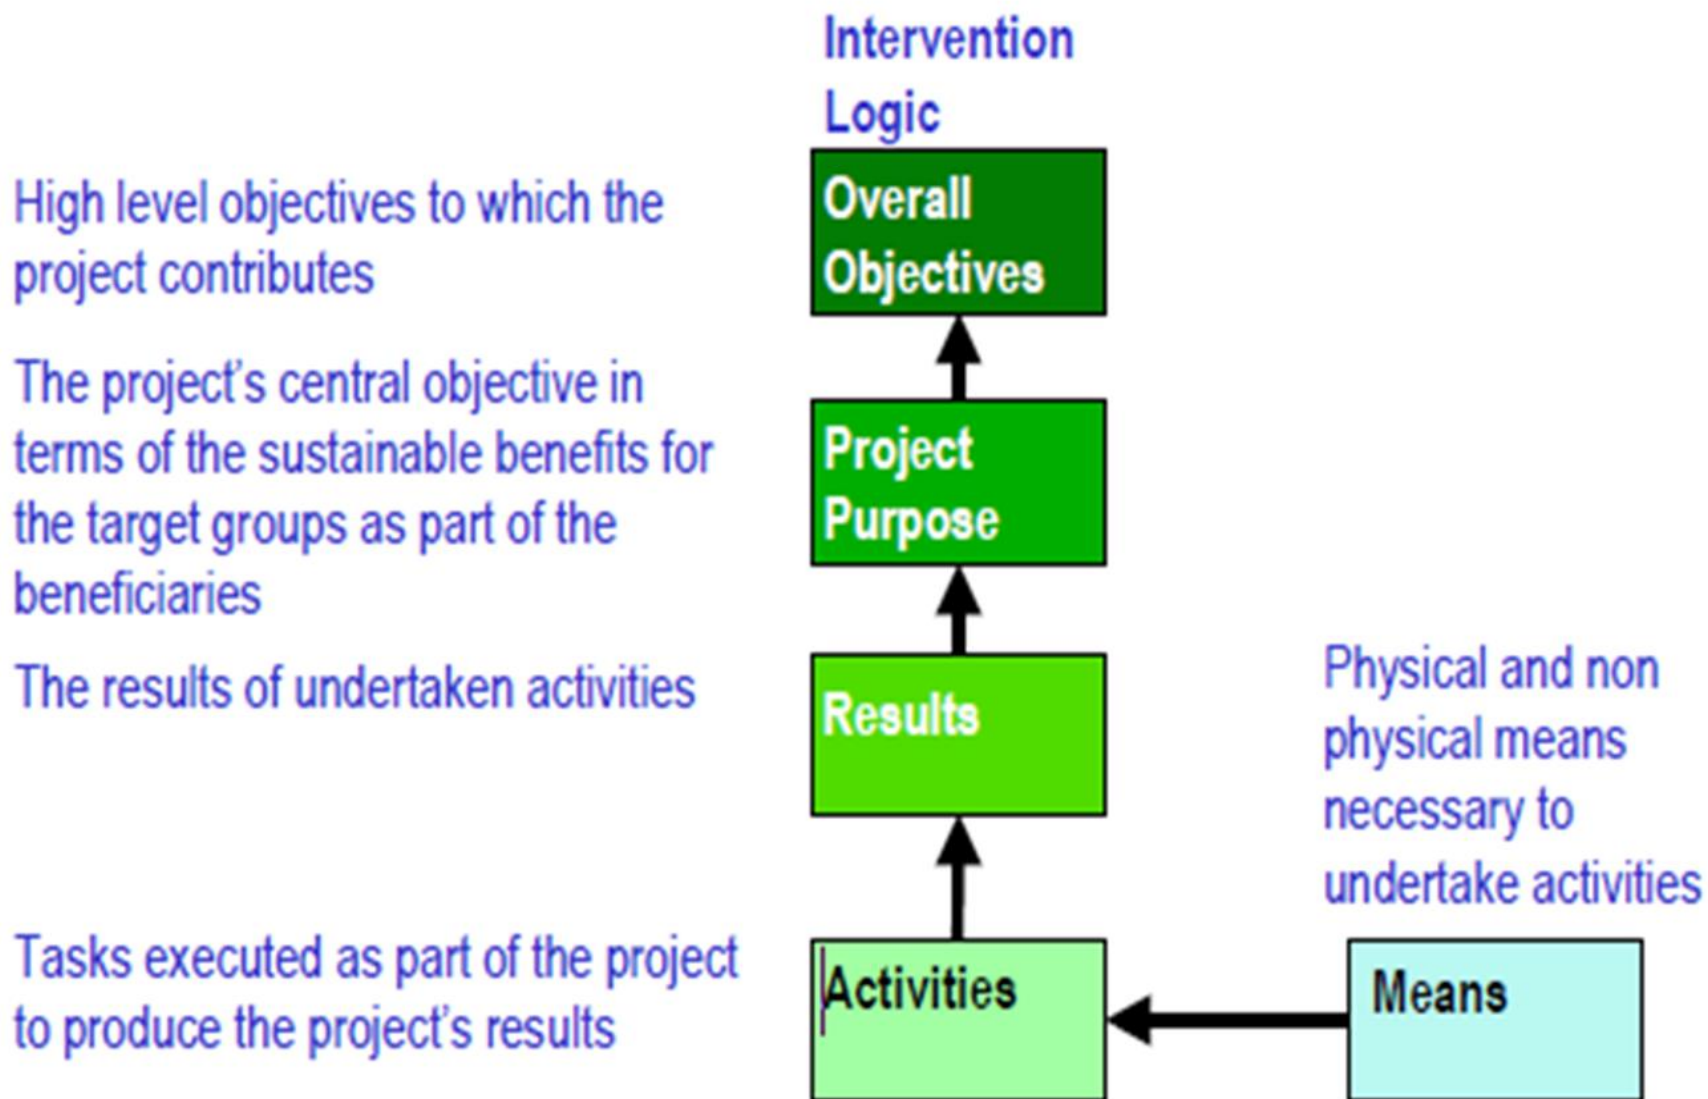 Intervention
Logic
High level objectives to which the
project contributes
Overall
Objectives
The project's central objective in
terms of the sustainable benefits for
the target groups as part of the
beneficiaries
Project
Purpose
The results of undertaken activities
Results
Physical and non
physical means
necessary to
undertake activities
Tasks executed as part of the project
to produce the project's results
Activities
Means